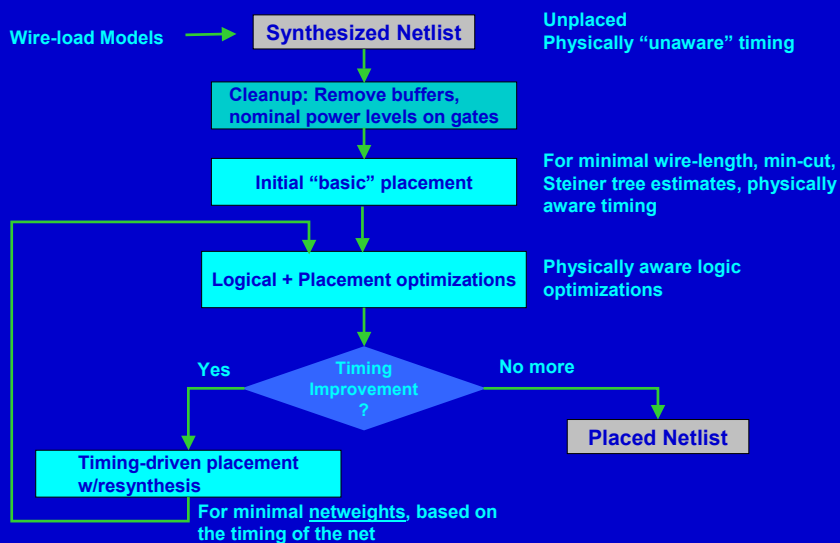 Wire-load Models
Synthesized Netlist
Unplaced
Physically “unaware” timing
Cleanup: Remove buffers,
nominal power levels on gates
Initial “basic” placement
For minimal wire-length, min-cut,
Steiner tree estimates, physically
aware timing
Logical + Placement optimizations
Physically aware logic
optimizations
Timing
Improvement
?
Yes
No more
Placed Netlist
Timing-driven placement
w/resynthesis
For minimal netweights, based on
the timing of the net